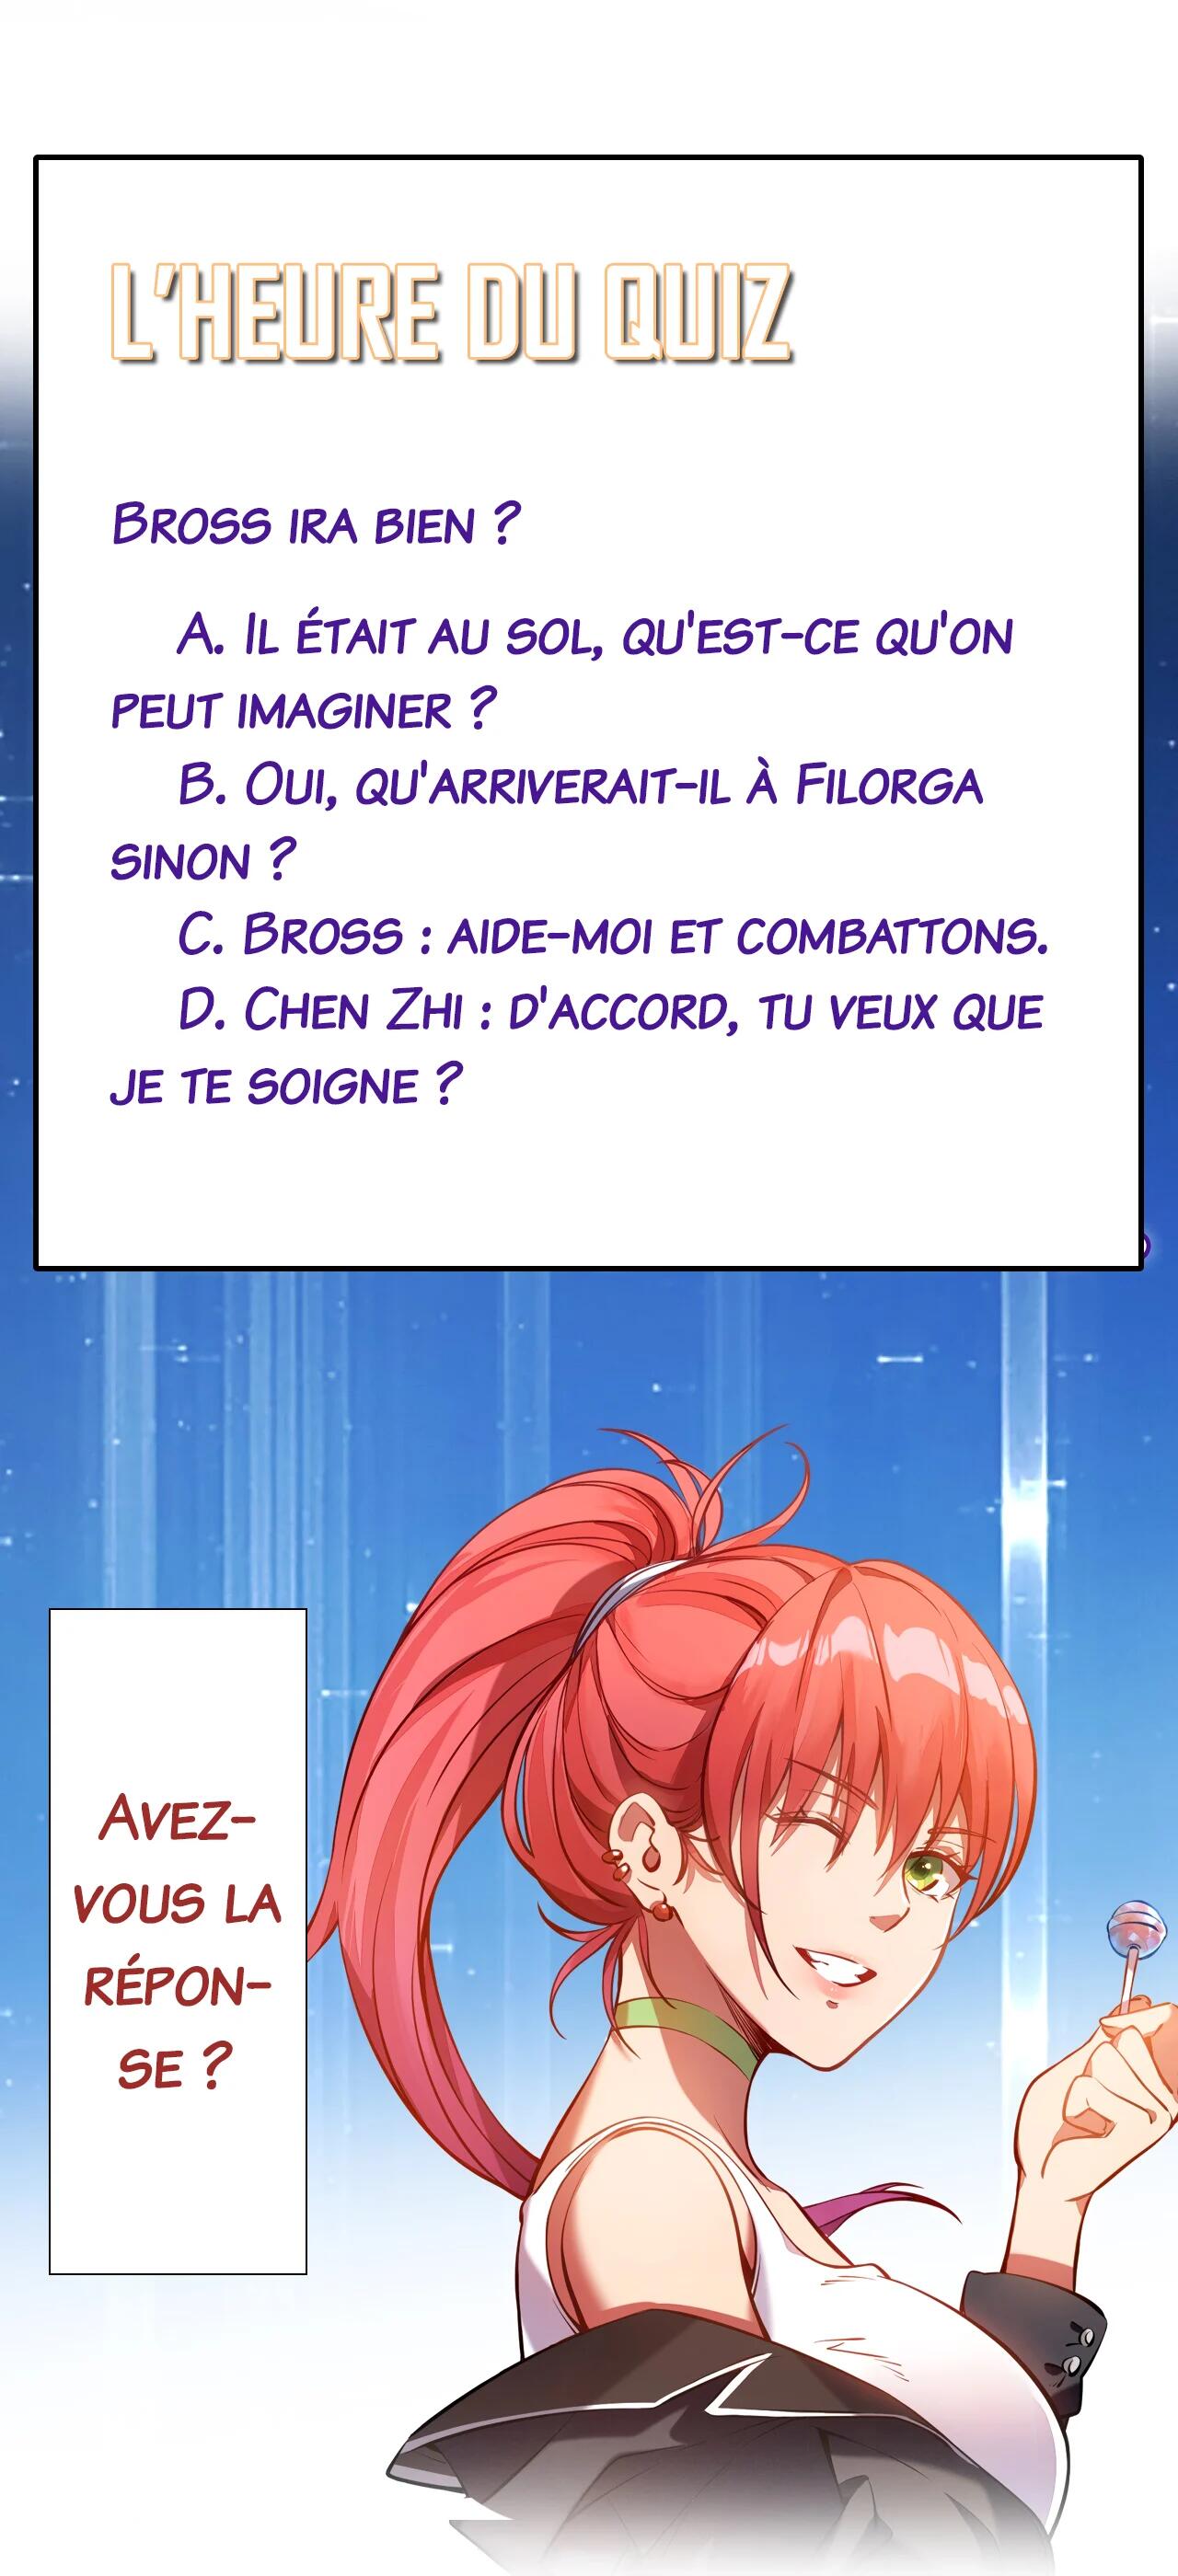 L'HEURE DU QUIZ
BROSS IRA BIEN ?
A. IL ÉTAIT AU SOL, QU'EST-CE QU'ON
PEUT IMAGINER ?
B. OUI, QU'ARRIVERAIT-IL À FILORGA
SINON ?
C. BROSS : AIDE-MOI ET COMBATTONS.
D. CHEN ZHI : D'ACCORD, TU VEUX QUE
JE TE SOIGNE ?
AVEZ-
VOUS LA
RÉPON-
SE ?